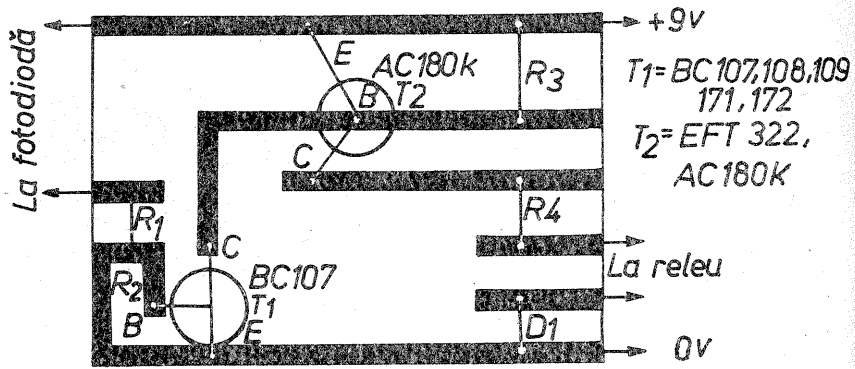 La fotodiodă
+9v
E
AC180K
B
T2
R3
T1=BC107,108,109
171,172
T2=EFT 322,
AC180K
C
R1
R4
C
R2
BC107
T1
B
E
La releu
D1
0V